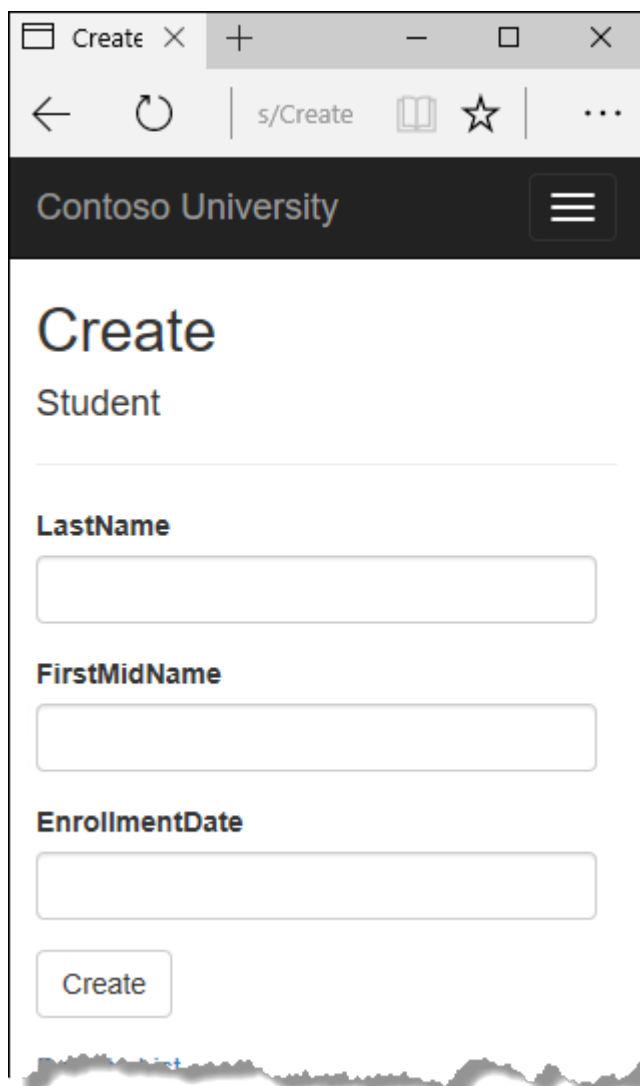 Create
s/Create
Contoso University
Create
Student
LastName
FirstMidName
EnrollmentDate
Create